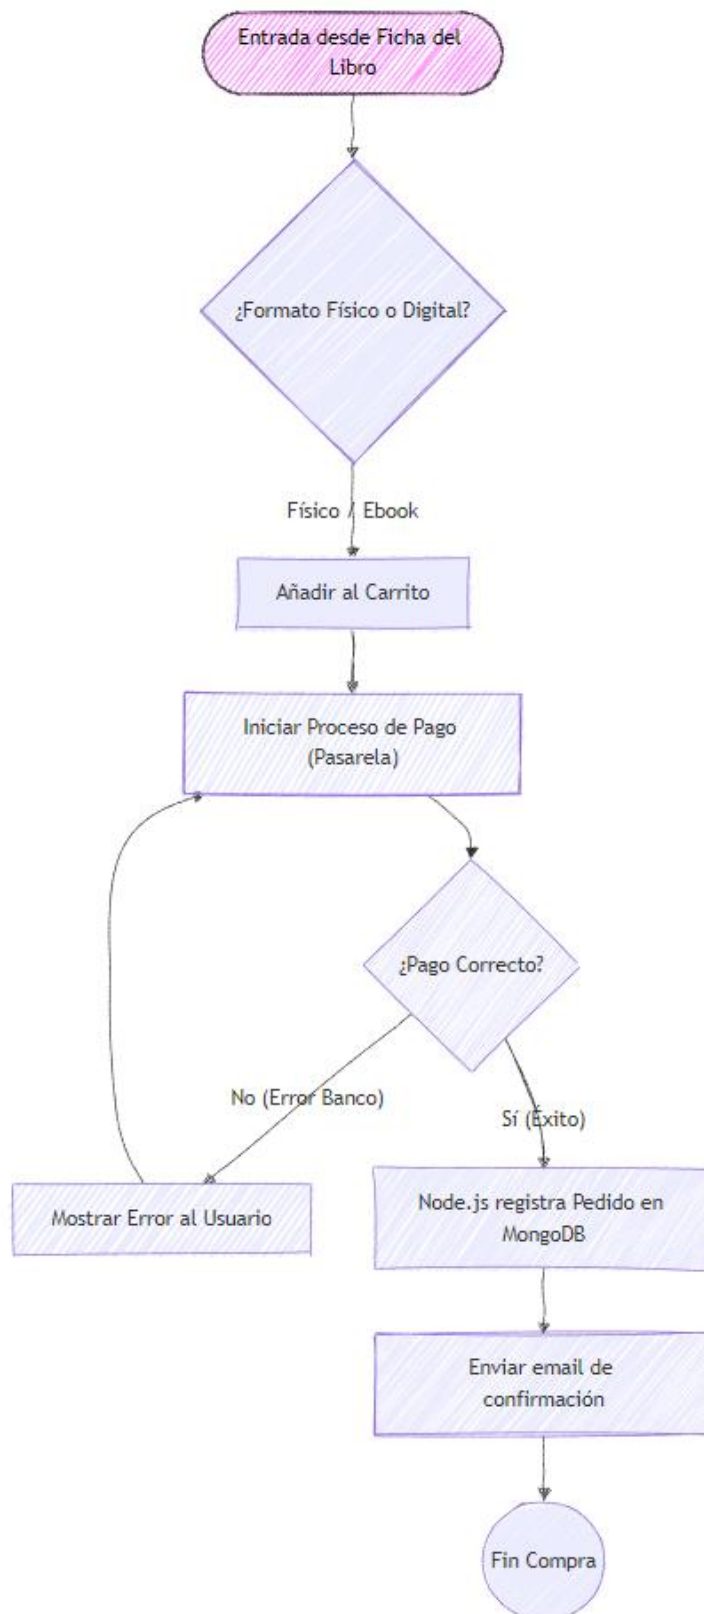 Entrada desde Ficha del
Libro
¿Formato Físico o Digital?
Físico / Ebook
Añadir al Carrito
Iniciar Proceso de Pago
(Pasarela)
¿Pago Correcto?
No (Error Banco)
Sí (Éxito)
Mostrar Error al Usuario
Node.js registra Pedido en
MongoDB
Enviar email de
confirmación
Fin Compra